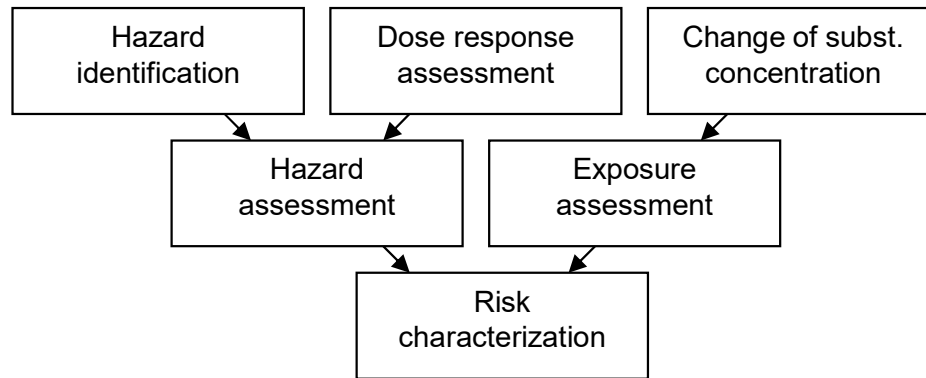 Hazard
identification
Dose response
assessment
Change of subst.
concentration
Hazard
assessment
Exposure
assessment
Risk
characterization